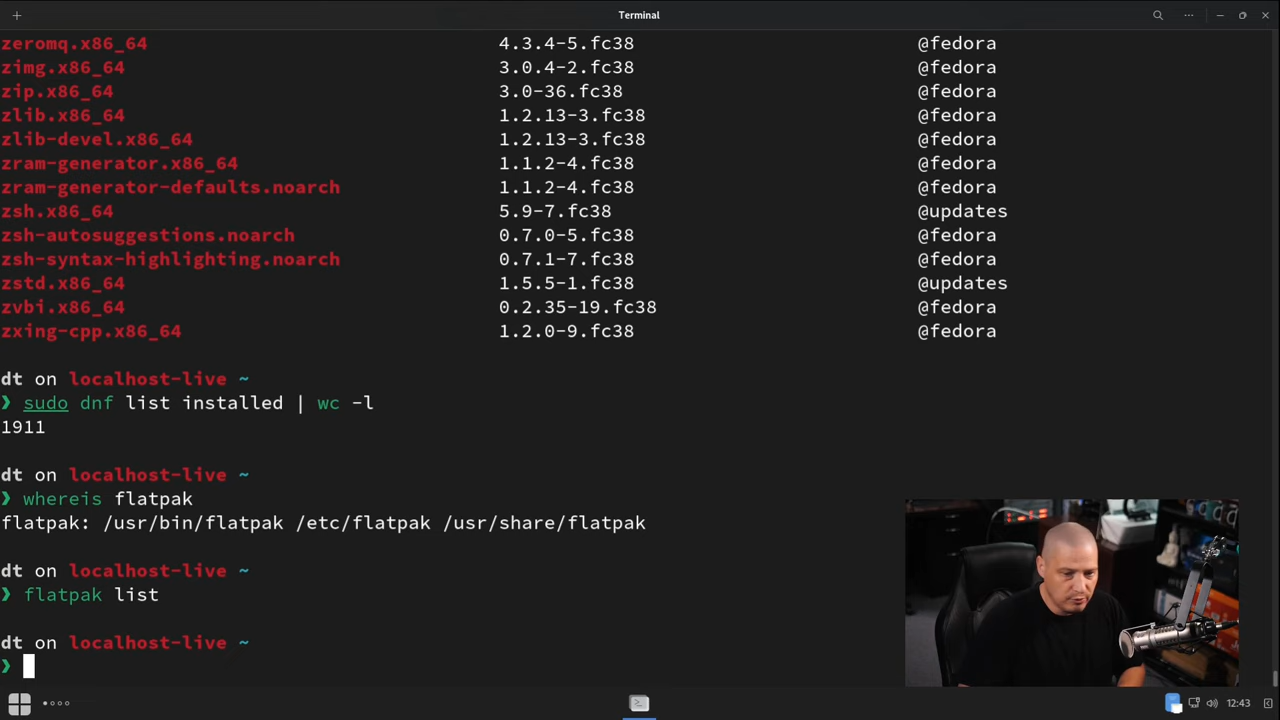 Terminal
zeromq.x86_64 4.3.4-5.fc38 @fedora
zimg.x86_64 3.0.4-2.fc38 @fedora
zip.x86_64 3.0-36.fc38 @fedora
zlib.x86_64 1.2.13-3.fc38 @fedora
zlib-devel.x86_64 1.2.13-3.fc38 @fedora
zram-generator.x86_64 1.1.2-4.fc38 @fedora
zram-generator-defaults.noarch 1.1.2-4.fc38 @fedora
zsh.x86_64 5.9-7.fc38 @updates
zsh-autosuggestions.noarch 0.7.0-5.fc38 @fedora
zsh-syntax-highlighting.noarch 0.7.1-7.fc38 @fedora
zstd.x86_64 1.5.5-1.fc38 @updates
zvbi.x86_64 0.2.35-19.fc38 @fedora
zxing-cpp.x86_64 1.2.0-9.fc38 @fedora
dt on localhost-live ~
❯ sudo dnf list installed | wc -l
1911
dt on localhost-live ~
❯ whereis flatpak
flatpak: /usr/bin/flatpak /etc/flatpak /usr/share/flatpak
dt on localhost-live ~
❯ flatpak list
dt on localhost-live ~
❯
12:43